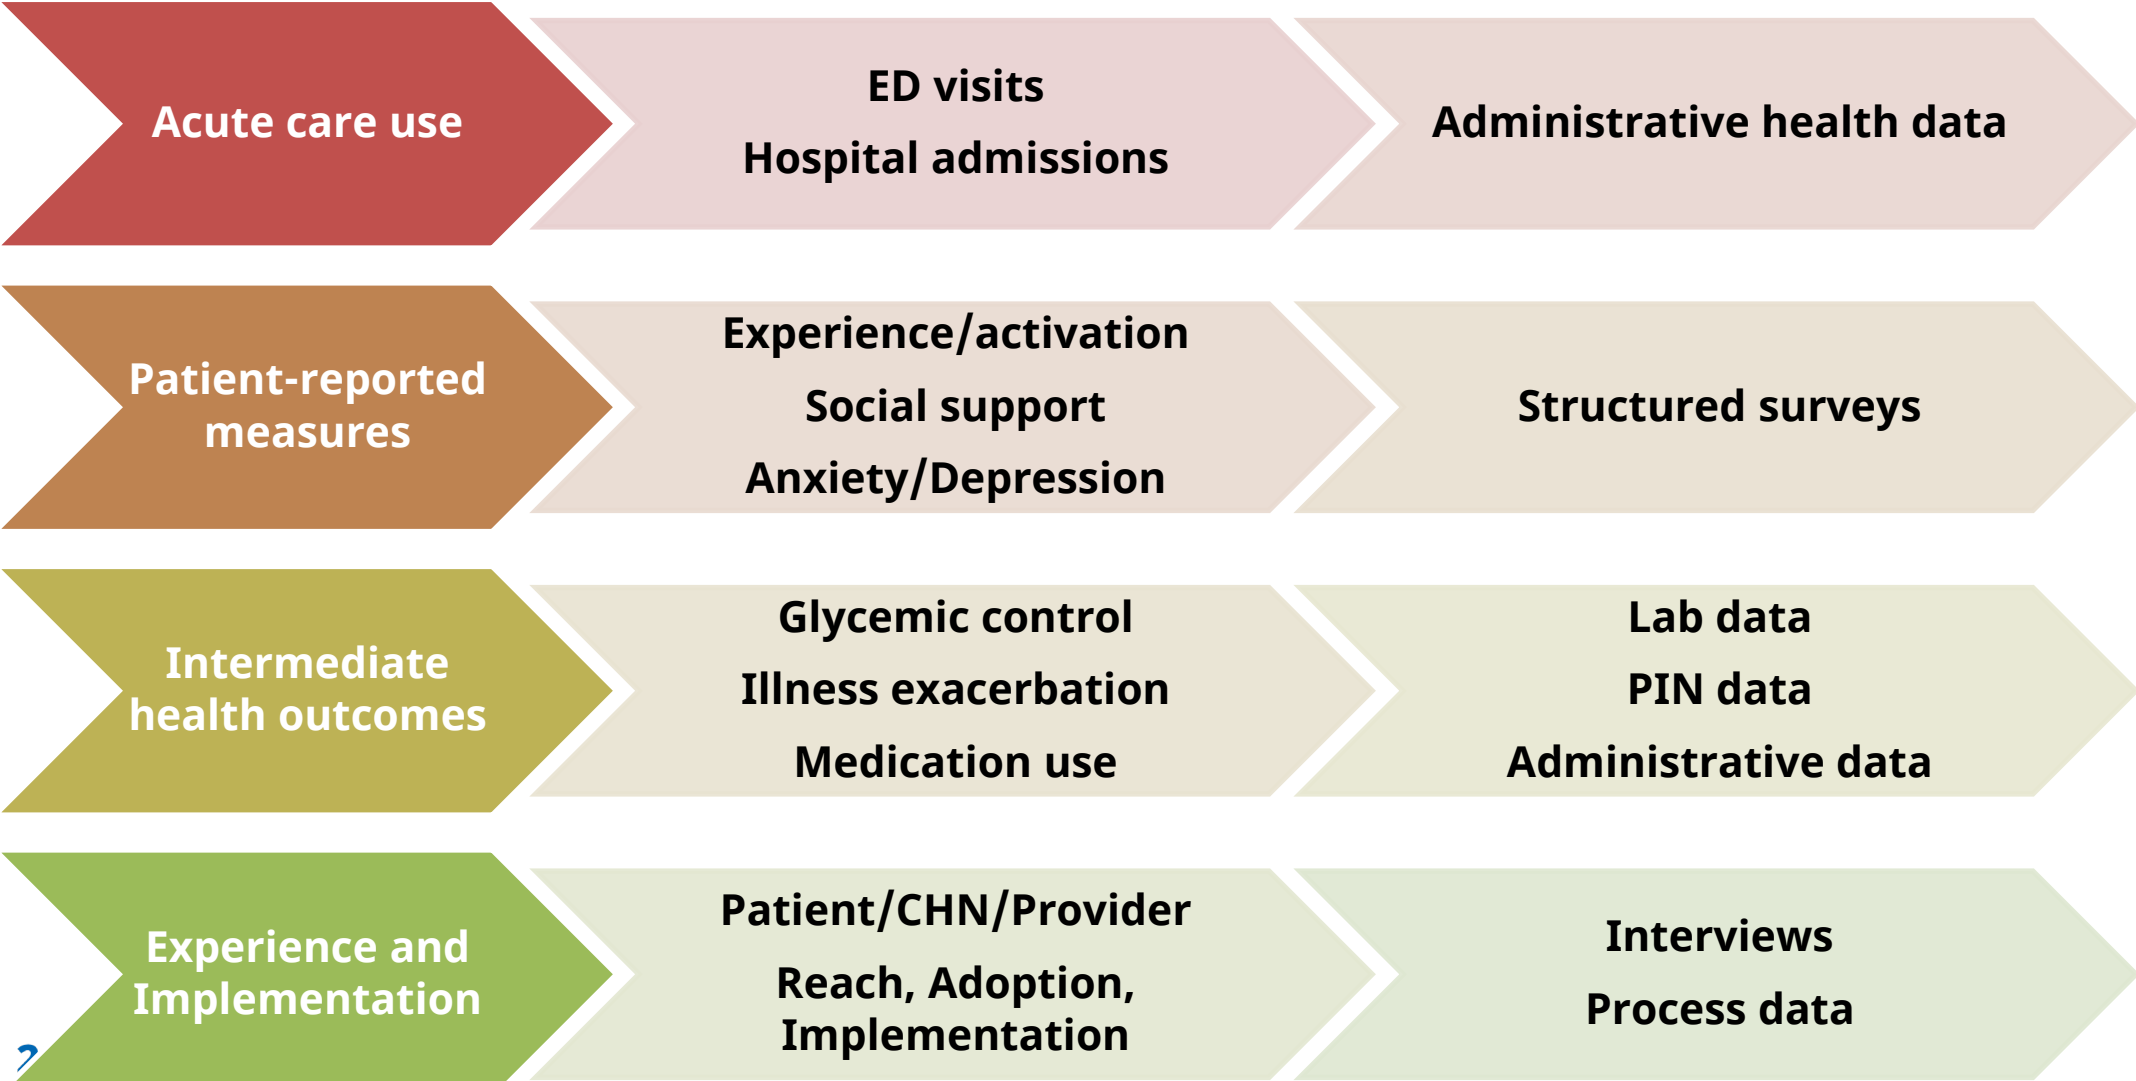 Acute care use
ED visits
Hospital admissions
Administrative health data
Patient-reported
measures
Experience/activation
Social support
Anxiety/Depression
Structured surveys
Intermediate
health outcomes
Glycemic control
Illness exacerbation
Medication use
Lab data
PIN data
Administrative data
Experience and
Implementation
Patient/CHN/Provider
Reach, Adoption,
Implementation
Interviews
Process data